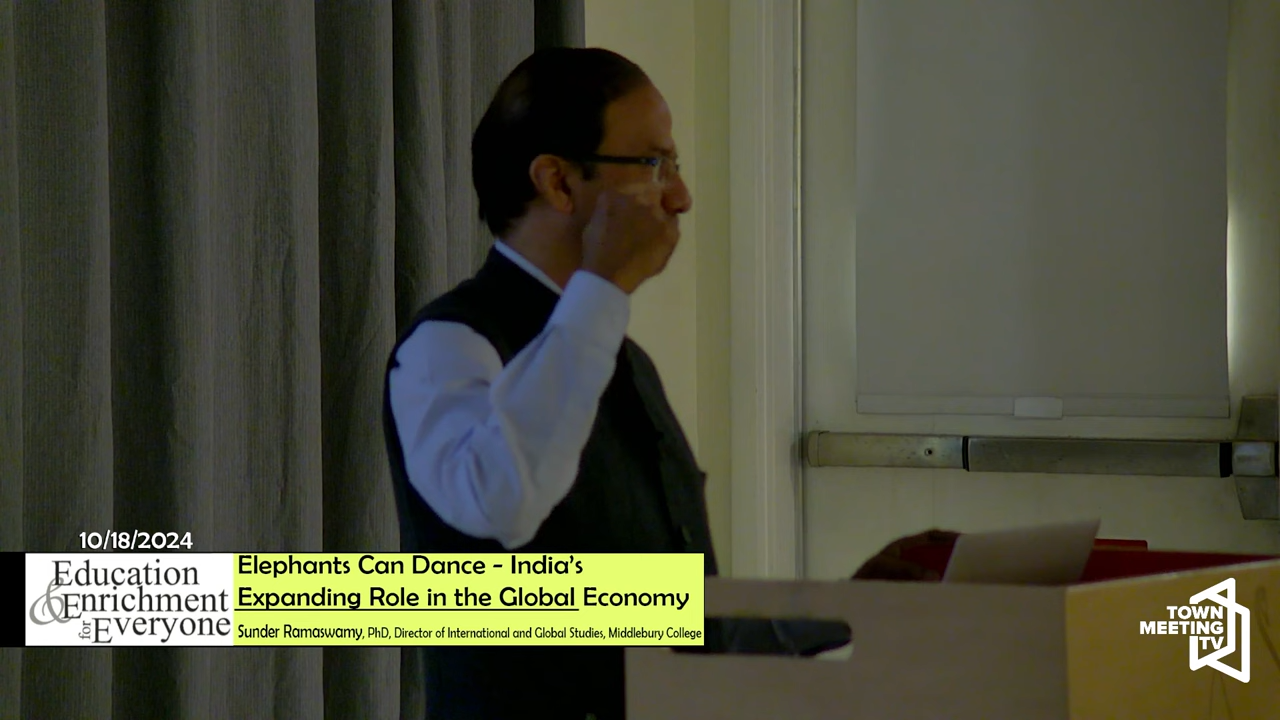 10/18/2024
Education
& Enrichment
for Everyone
Elephants Can Dance - India's
Expanding Role in the Global Economy
Sunder Ramaswamy, PhD, Director of International and Global Studies, Middlebury College
TOWN
MEETING
TV